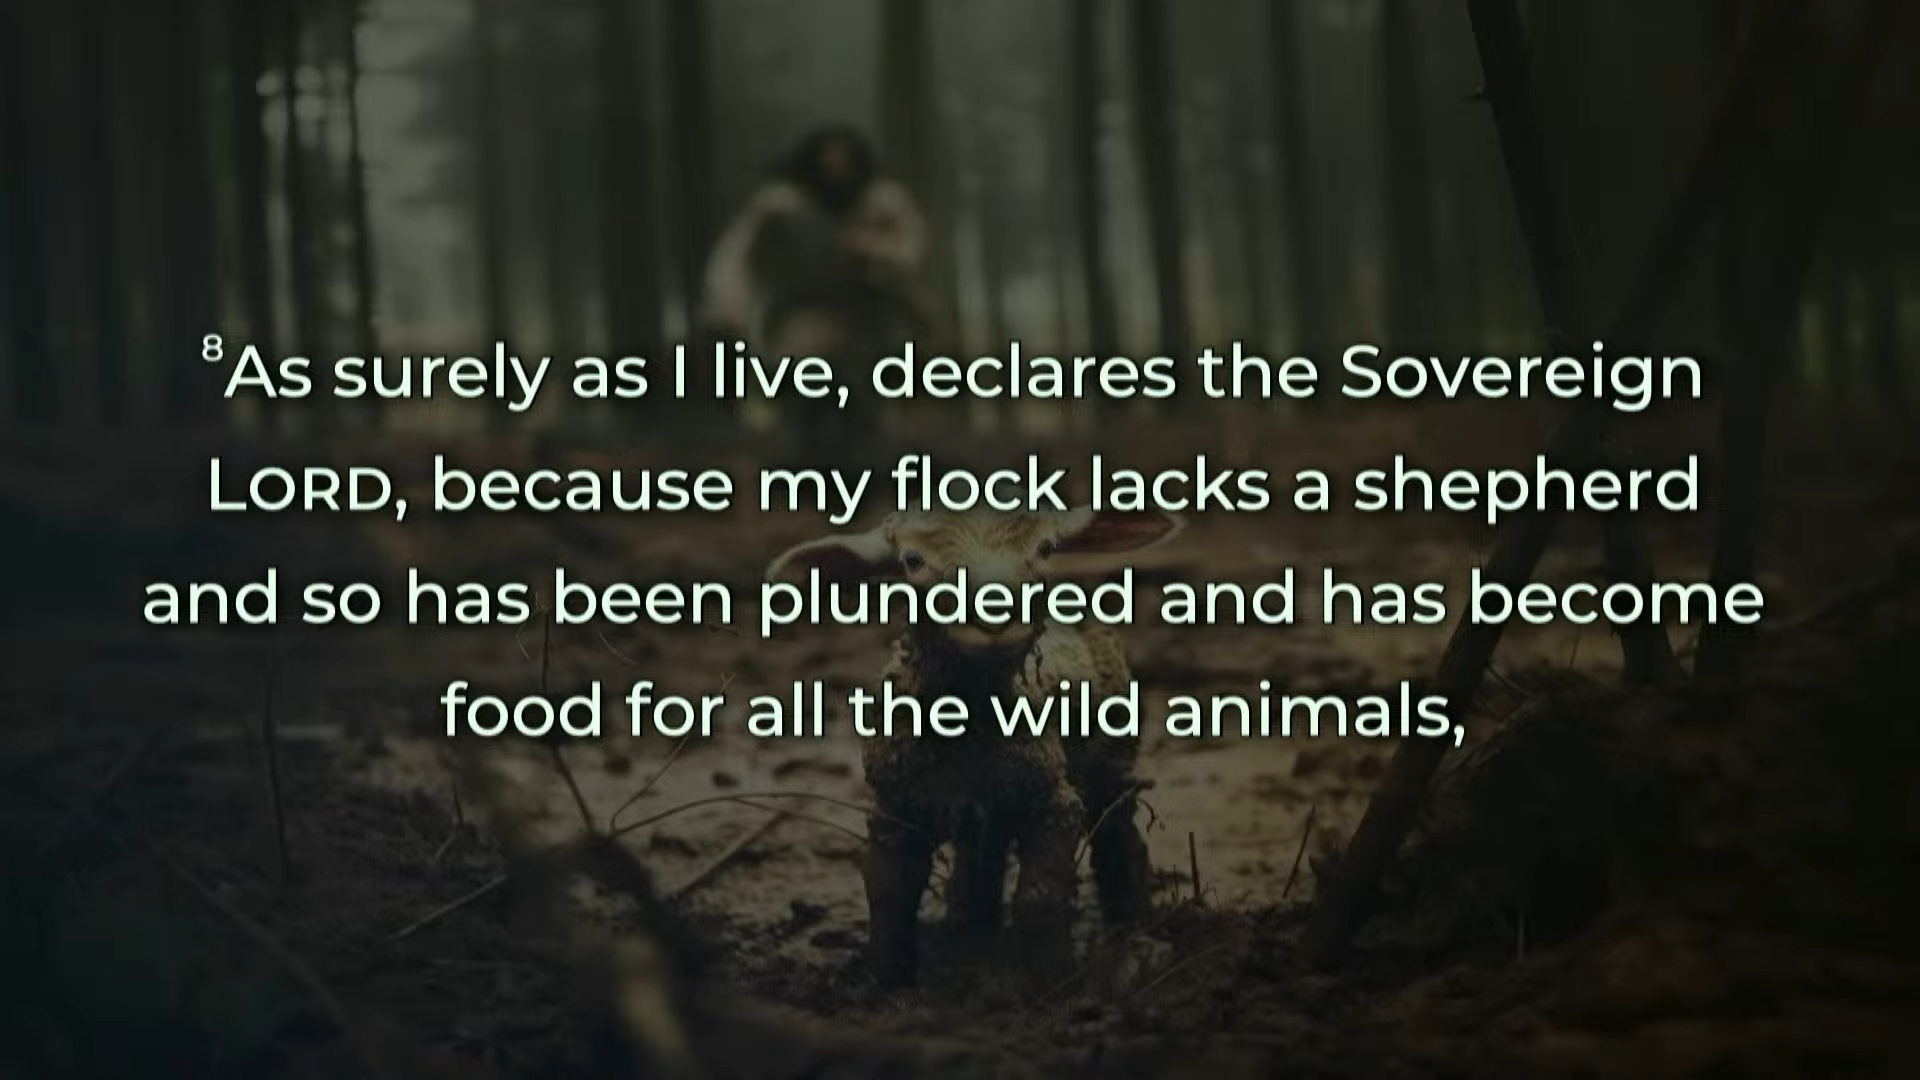 ⁸As surely as I live, declares the Sovereign
LORD, because my flock lacks a shepherd
and so has been plundered and has become
food for all the wild animals,